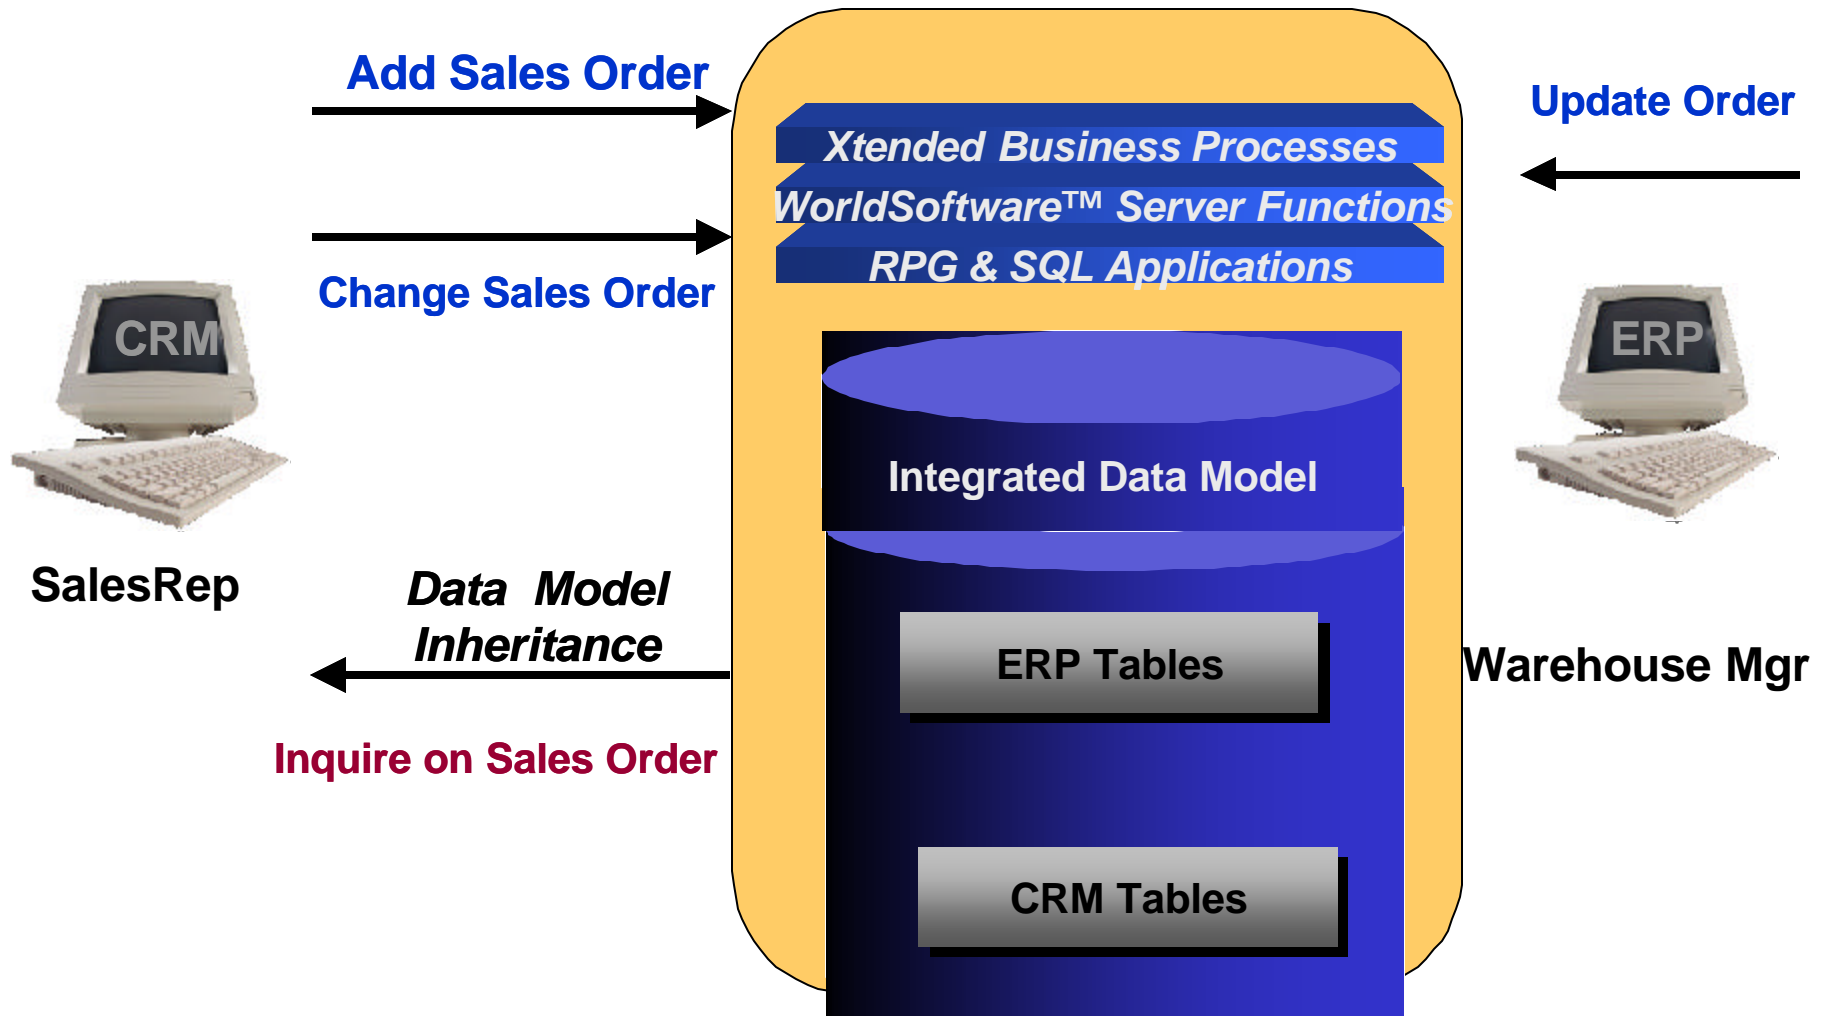 Add Sales Order
Update Order
Xtended Business Processes
WorldSoftware™ Server Functions
RPG & SQL Applications
Change Sales Order
CRM
ERP
Integrated Data Model
SalesRep
Data Model
Inheritance
ERP Tables
Warehouse Mgr
Inquire on Sales Order
CRM Tables